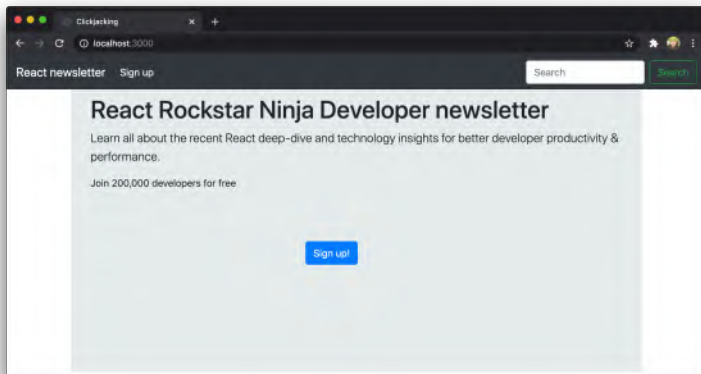 Clickjacking
localhost:3000
React newsletter Sign up Search Search
React Rockstar Ninja Developer newsletter
Learn all about the recent React deep-dive and technology insights for better developer productivity &
performance.
Join 200,000 developers for free
Sign up!